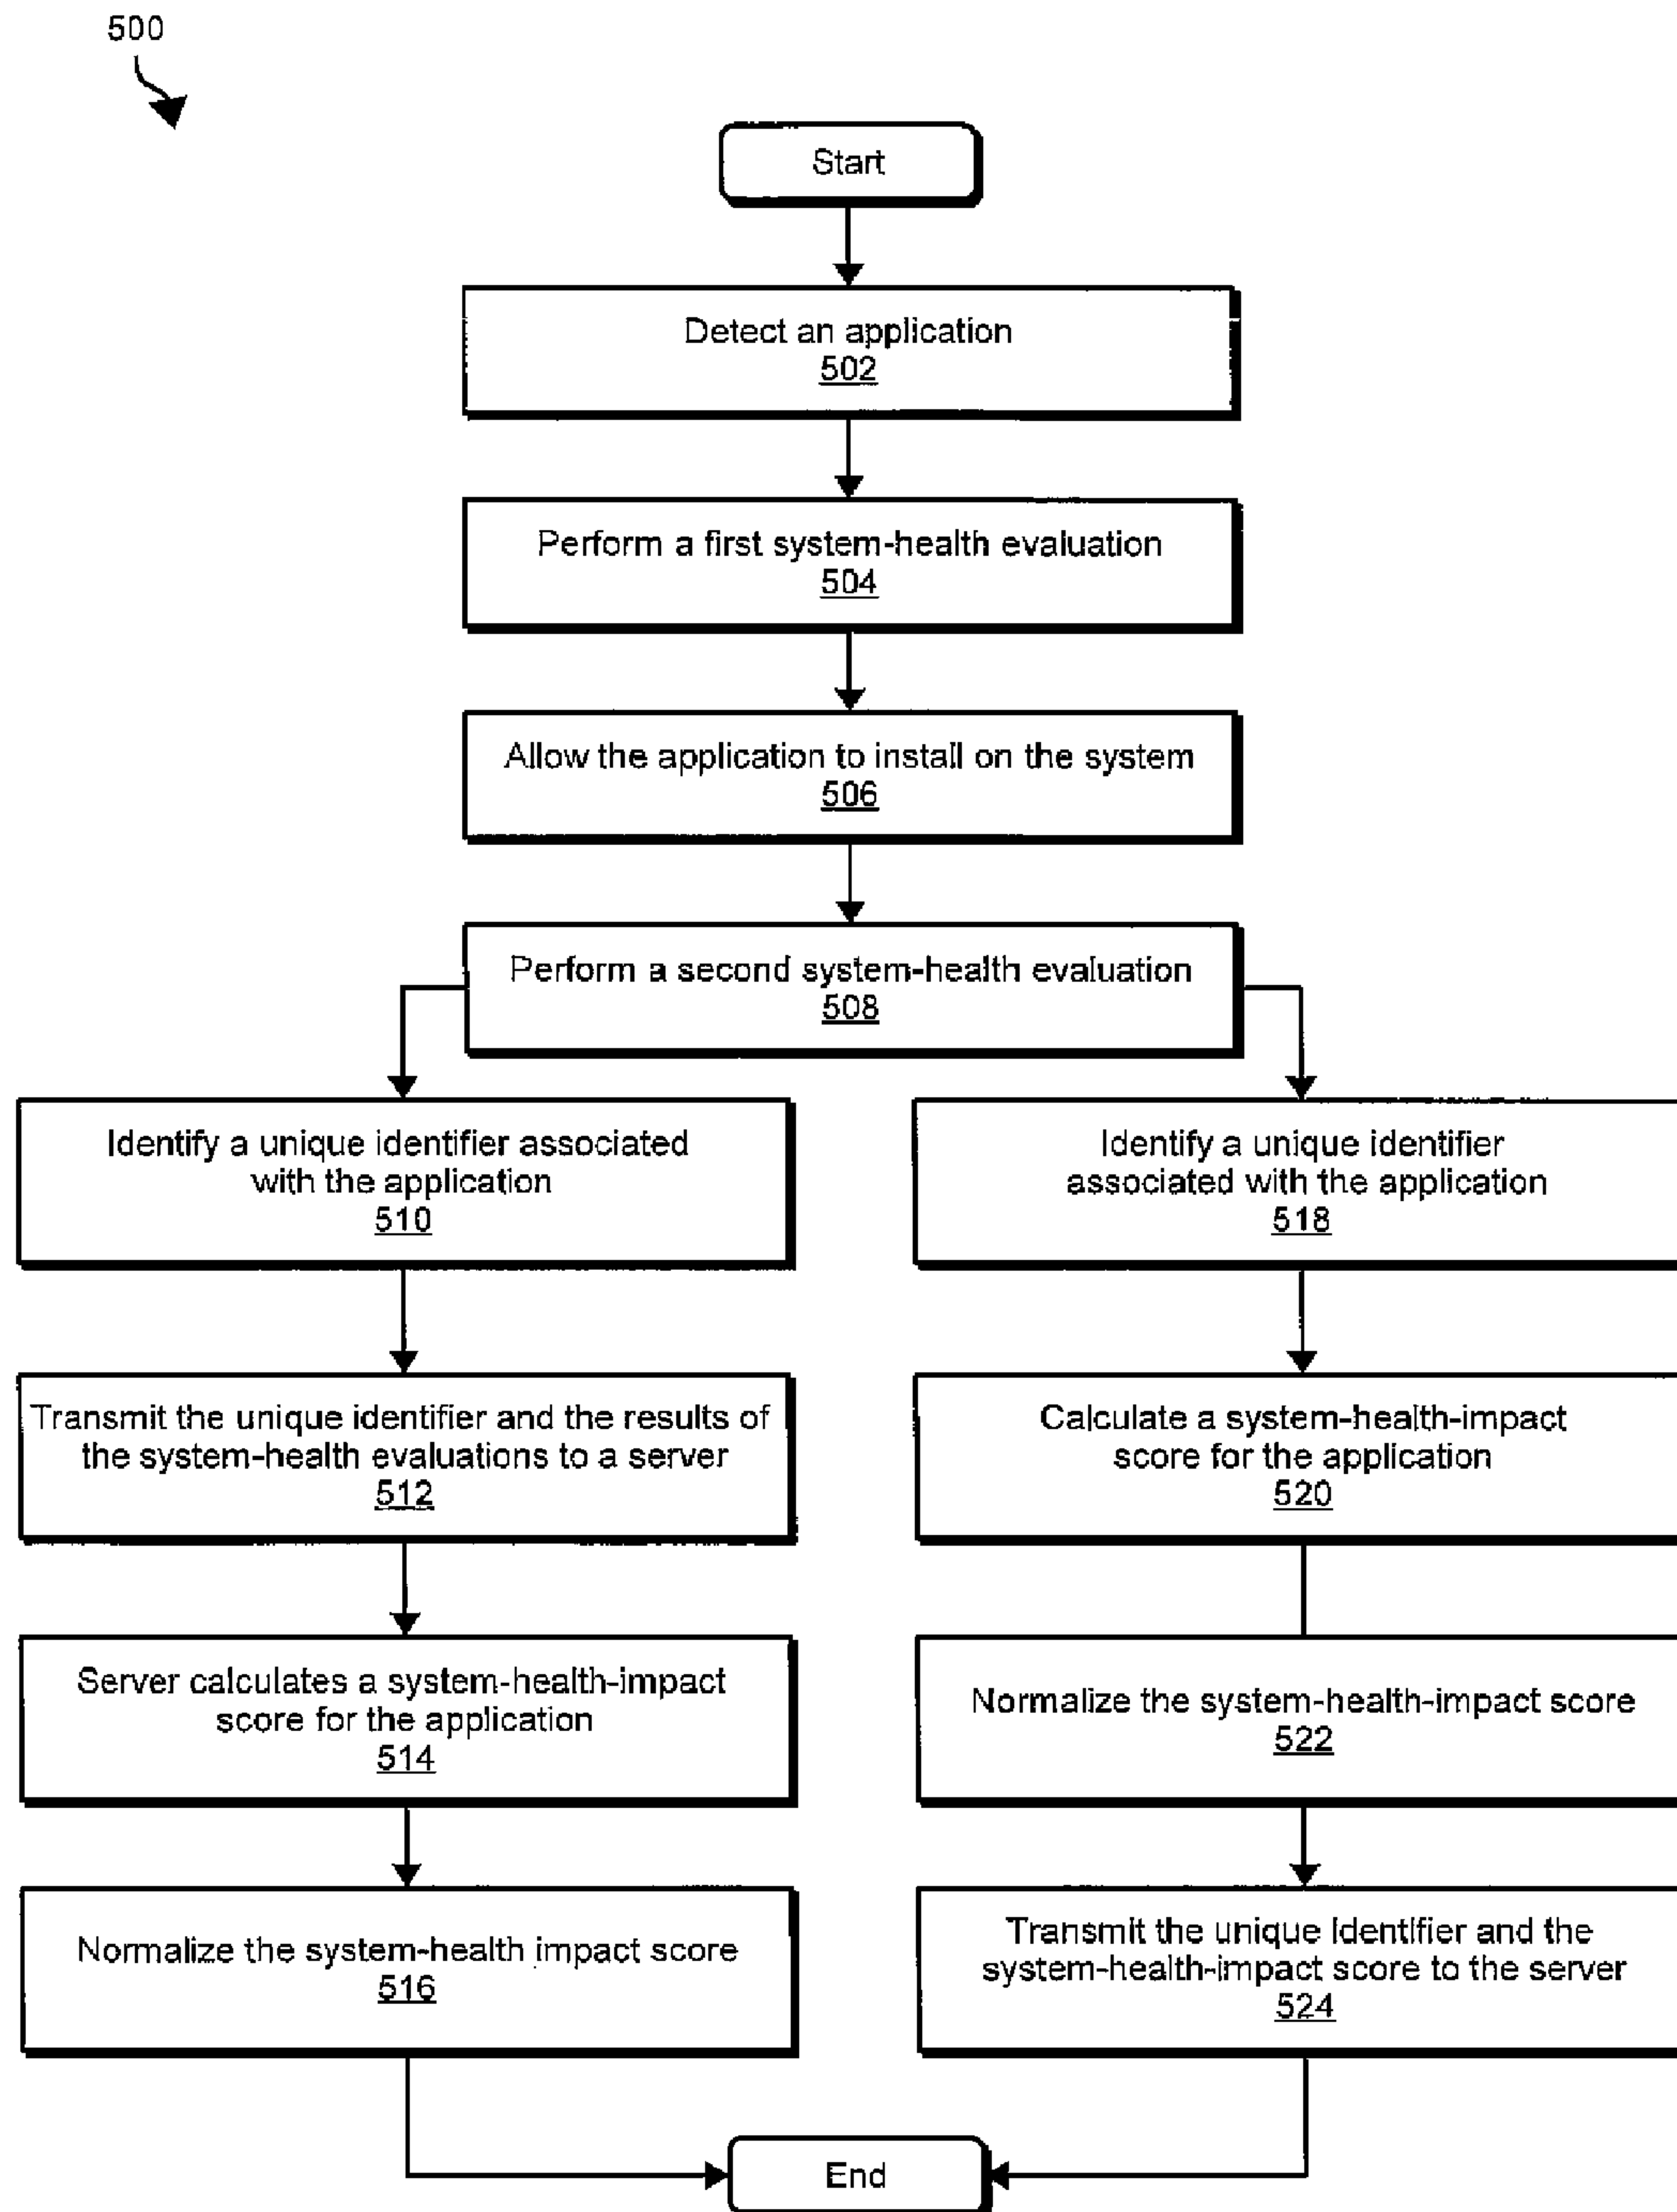 500
Start
Detect an application
502
Perform a first system-health evaluation
504
Allow the application to install on the system
506
Perform a second system-health evaluation
508
Identify a unique identifier associated
with the application
510
Transmit the unique identifier and the results of
the system-health evaluations to a server
512
Server calculates a system-health-impact
score for the application
514
Normalize the system-health impact score
516
Identify a unique identifier
associated with the application
518
Calculate a system-health-impact
score for the application
520
Normalize the system-health-impact score
522
Transmit the unique identifier and the
system-health-impact score to the server
524
End